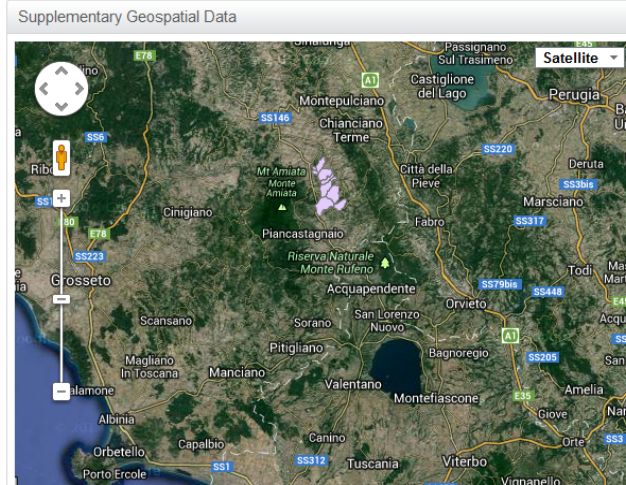 Supplementary Geospatial Data
Sinalunga
E78
Passignano
Sul Trasimeno
E45
Satellite
A1
Castiglione
del Lago
Montepulciano
Perugia
SS146
Chianciano
Terme
SS6
SS220
Mt Amiata
Monte
Amiata
Città della
Pieve
Deruta
SS3bis
Marsciano
Cinigiano
Fabro
SS317
E78
Piancastagnaio
SS223
Riserva Naturale
Monte Rufeno
Todi
Grosseto
Acquapendente
SS79bis
SS448
Orvieto
Scansano
Sorano
San Lorenzo
Nuovo
A1
Pitigliano
Bagnoregio
SS205
Magliano
In Toscana
Manciano
Valentano
Montefiascone
E35
Amelia
Albinia
Giove
Orbetello
Capalbio
Canino
Orte
SS3
Porto Ercole
SS1
SS312
Tuscania
Viterbo
Vignanello